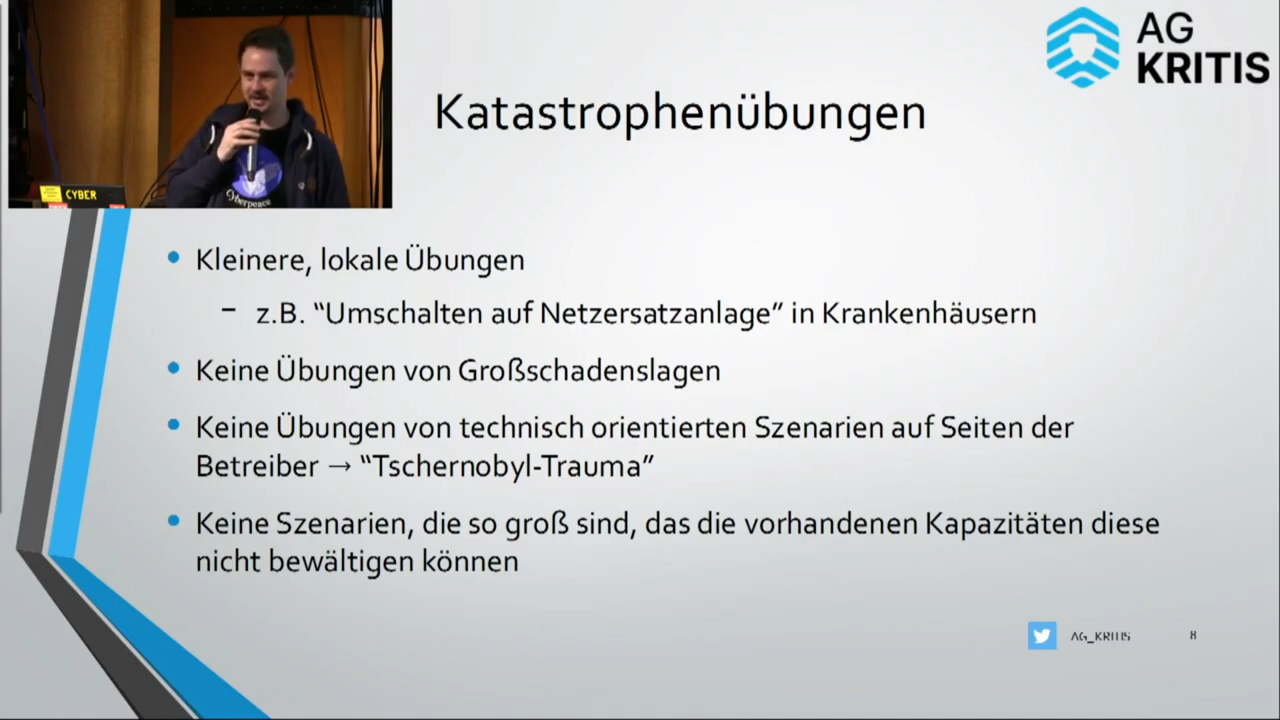 AG
KRITIS
Katastrophenübungen
CYBER
Cyberpeace
Kleinere, lokale Übungen
– z.B. “Umschalten auf Netzersatzanlage” in Krankenhäusern
Keine Übungen von Großschadenslagen
Keine Übungen von technisch orientierten Szenarien auf Seiten der
Betreiber → “Tschernobyl-Trauma”
Keine Szenarien, die so groß sind, das die vorhandenen Kapazitäten diese
nicht bewältigen können
AG_KRITIS